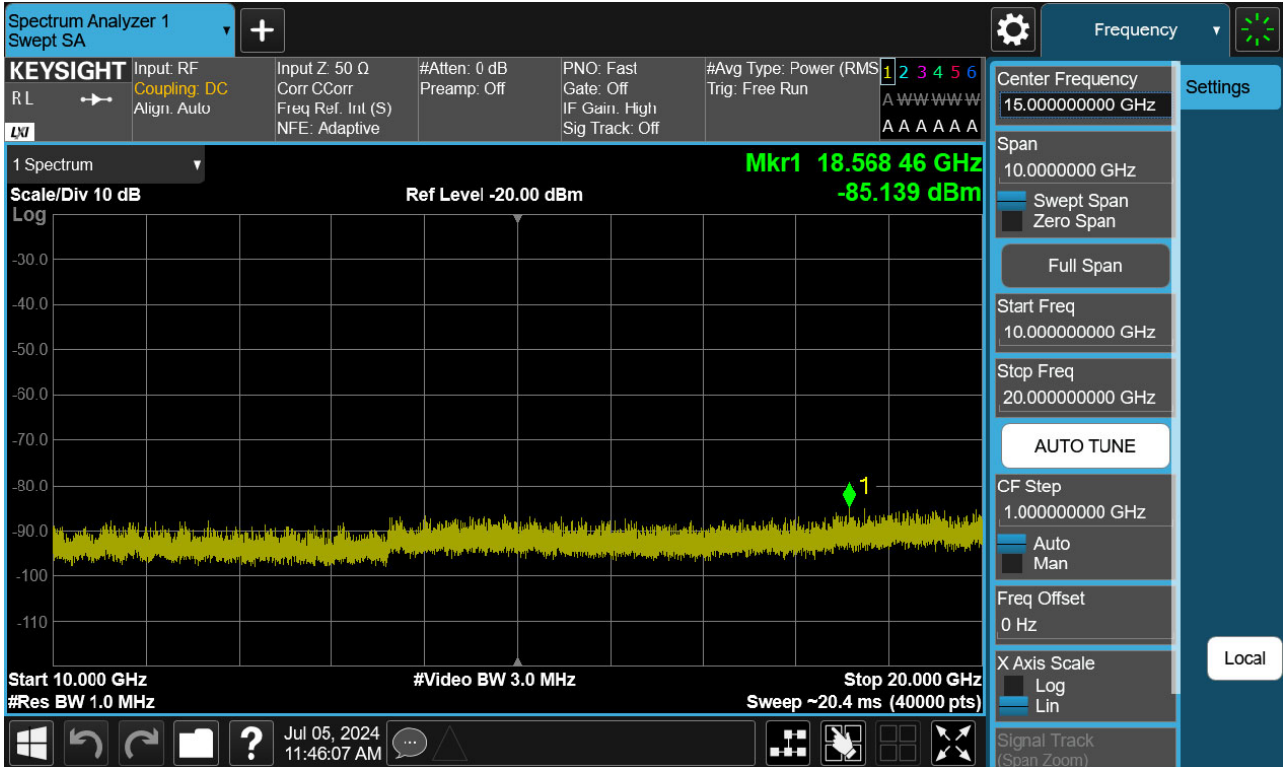 Spectrum Analyzer 1
Swept SA
+
Frequency
KEYSIGHT
RL
LXI
Input: RF
Coupling: DC
Align: Auto
Input Z: 50 Ω
Corr CCorr
Freq Ref: Int (S)
NFE: Adaptive
#Atten: 0 dB
Preamp: Off
PNO: Fast
Gate: Off
IF Gain: High
Sig Track: Off
#Avg Type: Power (RMS
Trig: Free Run
1 2 3 4 5 6
A W W W W W
A A A A A A
1 Spectrum
Scale/Div 10 dB
Log
Ref Level -20.00 dBm
Mkr1 18.568 46 GHz
-85.139 dBm
-30.0
-40.0
-50.0
-60.0
-70.0
-80.0
-90.0
-100
-110
1
Start 10.000 GHz
#Res BW 1.0 MHz
#Video BW 3.0 MHz
Stop 20.000 GHz
Sweep ~20.4 ms (40000 pts)
Center Frequency
15.000000000 GHz
Span
10.0000000 GHz
Swept Span
Zero Span
Full Span
Start Freq
10.000000000 GHz
Stop Freq
20.000000000 GHz
AUTO TUNE
CF Step
1.000000000 GHz
Auto
Man
Freq Offset
0 Hz
X Axis Scale
Log
Lin
Signal Track
(Span Zoom)
Settings
Local
?
Jul 05, 2024
11:46:07 AM